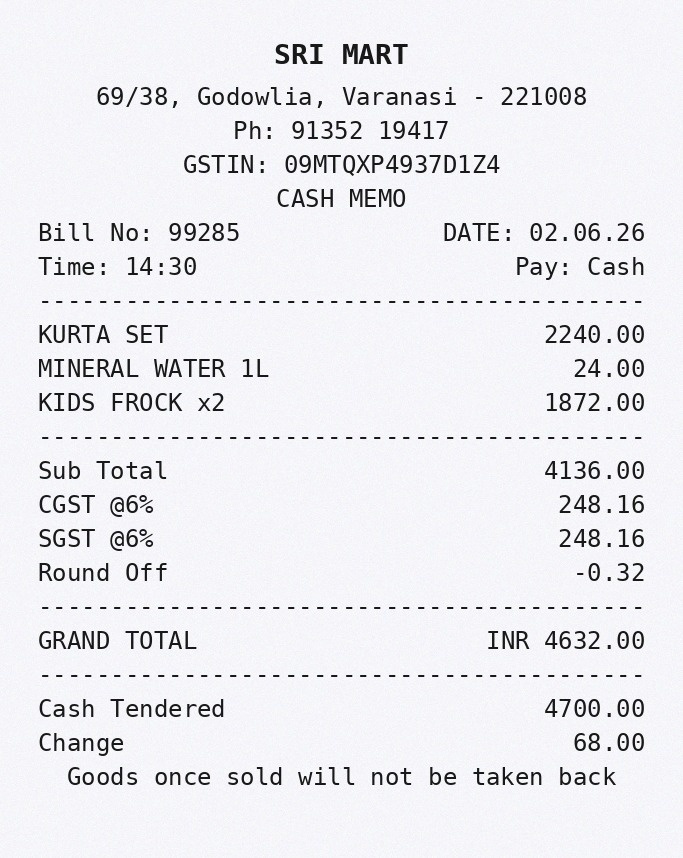 SRI MART
69/38, Godowlia, Varanasi - 221008
Ph: 91352 19417
GSTIN: 09MTQXP4937D1Z4
CASH MEMO
Bill No: 99285 DATE: 02.06.26
Time: 14:30 Pay: Cash
------------------------------------------
KURTA SET 2240.00
MINERAL WATER 1L 24.00
KIDS FROCK x2 1872.00
------------------------------------------
Sub Total 4136.00
CGST @6% 248.16
SGST @6% 248.16
Round Off -0.32
------------------------------------------
GRAND TOTAL INR 4632.00
------------------------------------------
Cash Tendered 4700.00
Change 68.00
Goods once sold will not be taken back